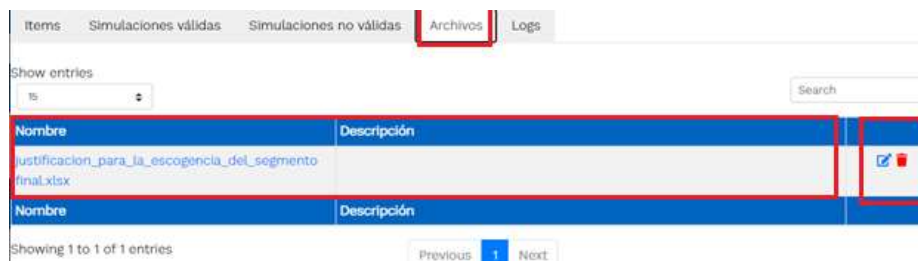 Items Simulaciones válidas Simulaciones no válidas Archivos Logs
Show entries
15
Search
Nombre Descripción
justificacion_para_la_escogencia_del_segmento
final.xlsx
Nombre Descripción
Showing 1 to 1 of 1 entries
Previous 1 Next